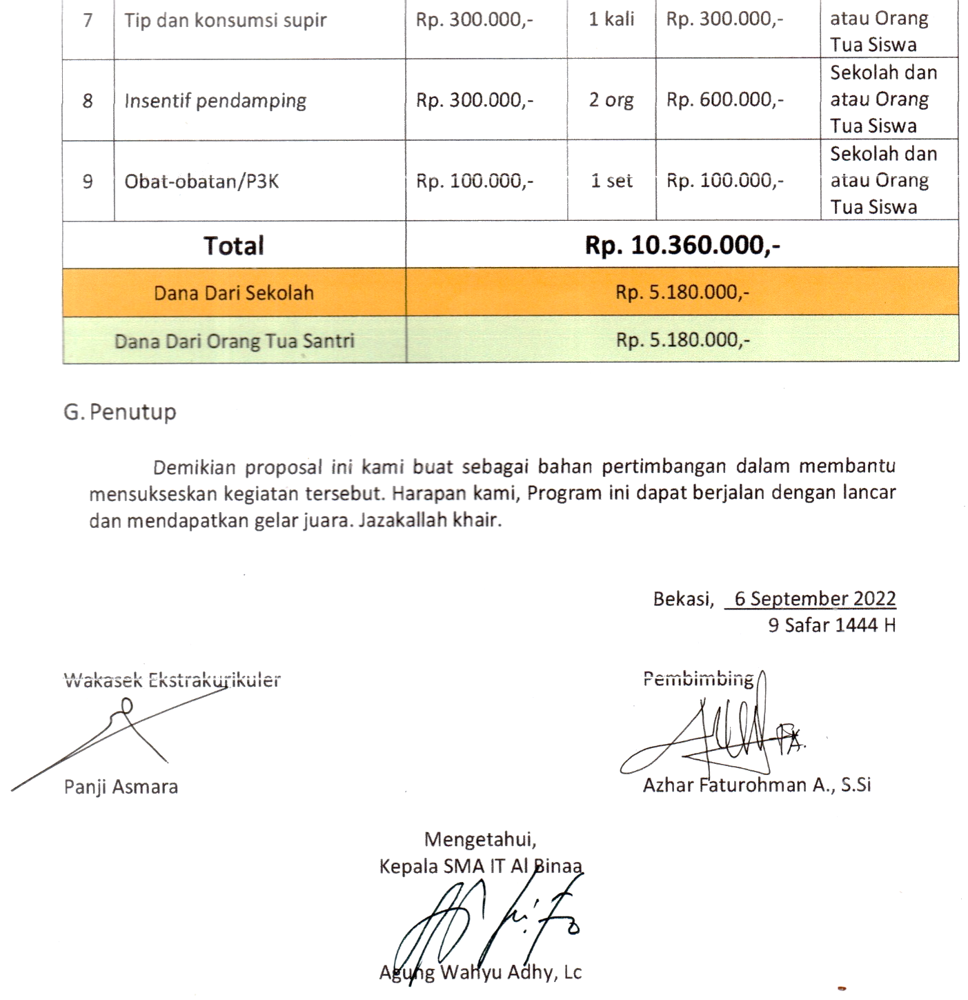 7 Tip dan konsumsi supir Rp. 300.000,- 1 kali Rp. 300.000,- atau Orang
Tua Siswa
Sekolah dan
8 Insentif pendamping Rp. 300.000,- 2 org Rp. 600.000,- atau Orang
Tua Siswa
Sekolah dan
9 Obat-obatan/P3K Rp. 100.000,- 1 set Rp. 100.000,- atau Orang
Tua Siswa
Total Rp. 10.360.000,-
Dana Dari Sekolah Rp. 5.180.000,-
Dana Dari Orang Tua Santri Rp. 5.180.000,-
G. Penutup
Demikian proposal ini kami buat sebagai bahan pertimbangan dalam membantu
mensukseskan kegiatan tersebut. Harapan kami, Program ini dapat berjalan dengan lancar
dan mendapatkan gelar juara. Jazakallah khair.
Bekasi, 6 September 2022
9 Safar 1444 H
Wakasek Ekstrakurikuler Pembimbing
Panji Asmara Azhar Faturohman A., S.Si
Mengetahui,
Kepala SMA IT Al Binaa
Agung Wahyu Adhy, Lc